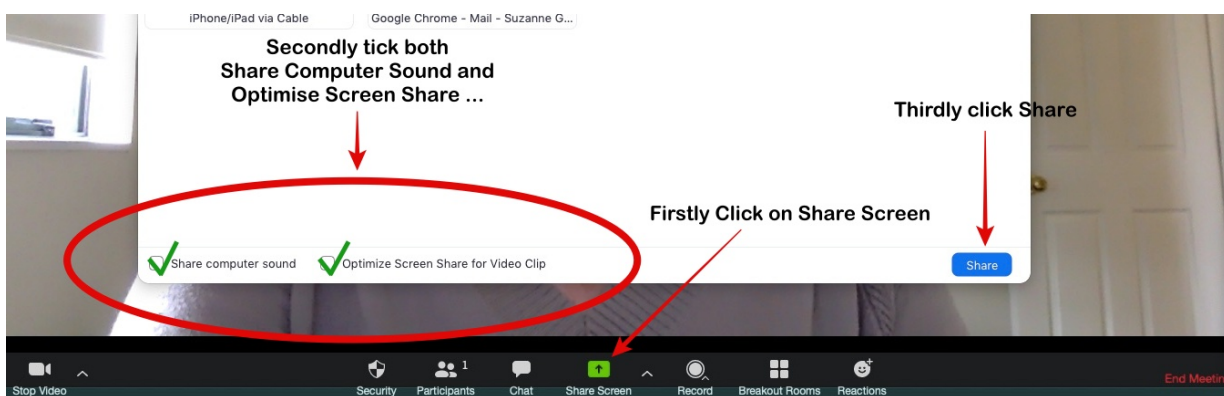 iPhone/iPad via Cable
Google Chrome - Mail - Suzanne G...
Secondly tick both
Share Computer Sound and
Optimise Screen Share ...
Thirdly click Share
Firstly Click on Share Screen
Share computer sound
Optimize Screen Share for Video Clip
Share
1
Stop Video
Security
Participants
Chat
Share Screen
Record
Breakout Rooms
Reactions
End